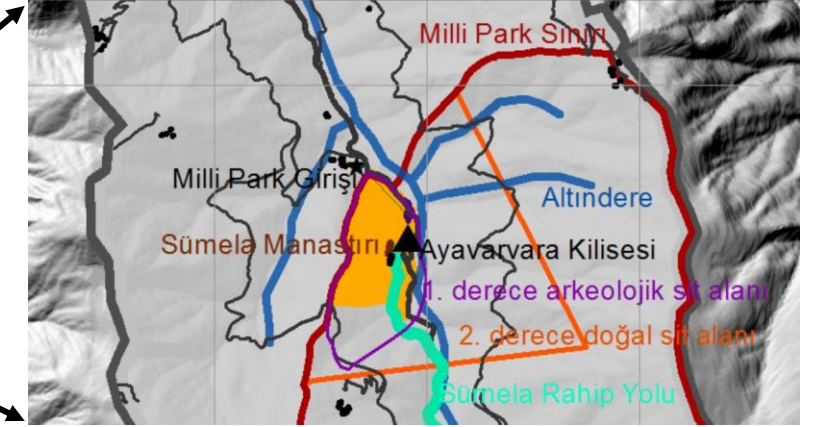 Milli Park Sınırı
Milli Park Girişi
Altındere
Sümela Manastırı
Ayavarvara Kilisesi
1. derece arkeolojik sit alanı
2. derece doğal sit alanı
Sümela Rahip Yolu